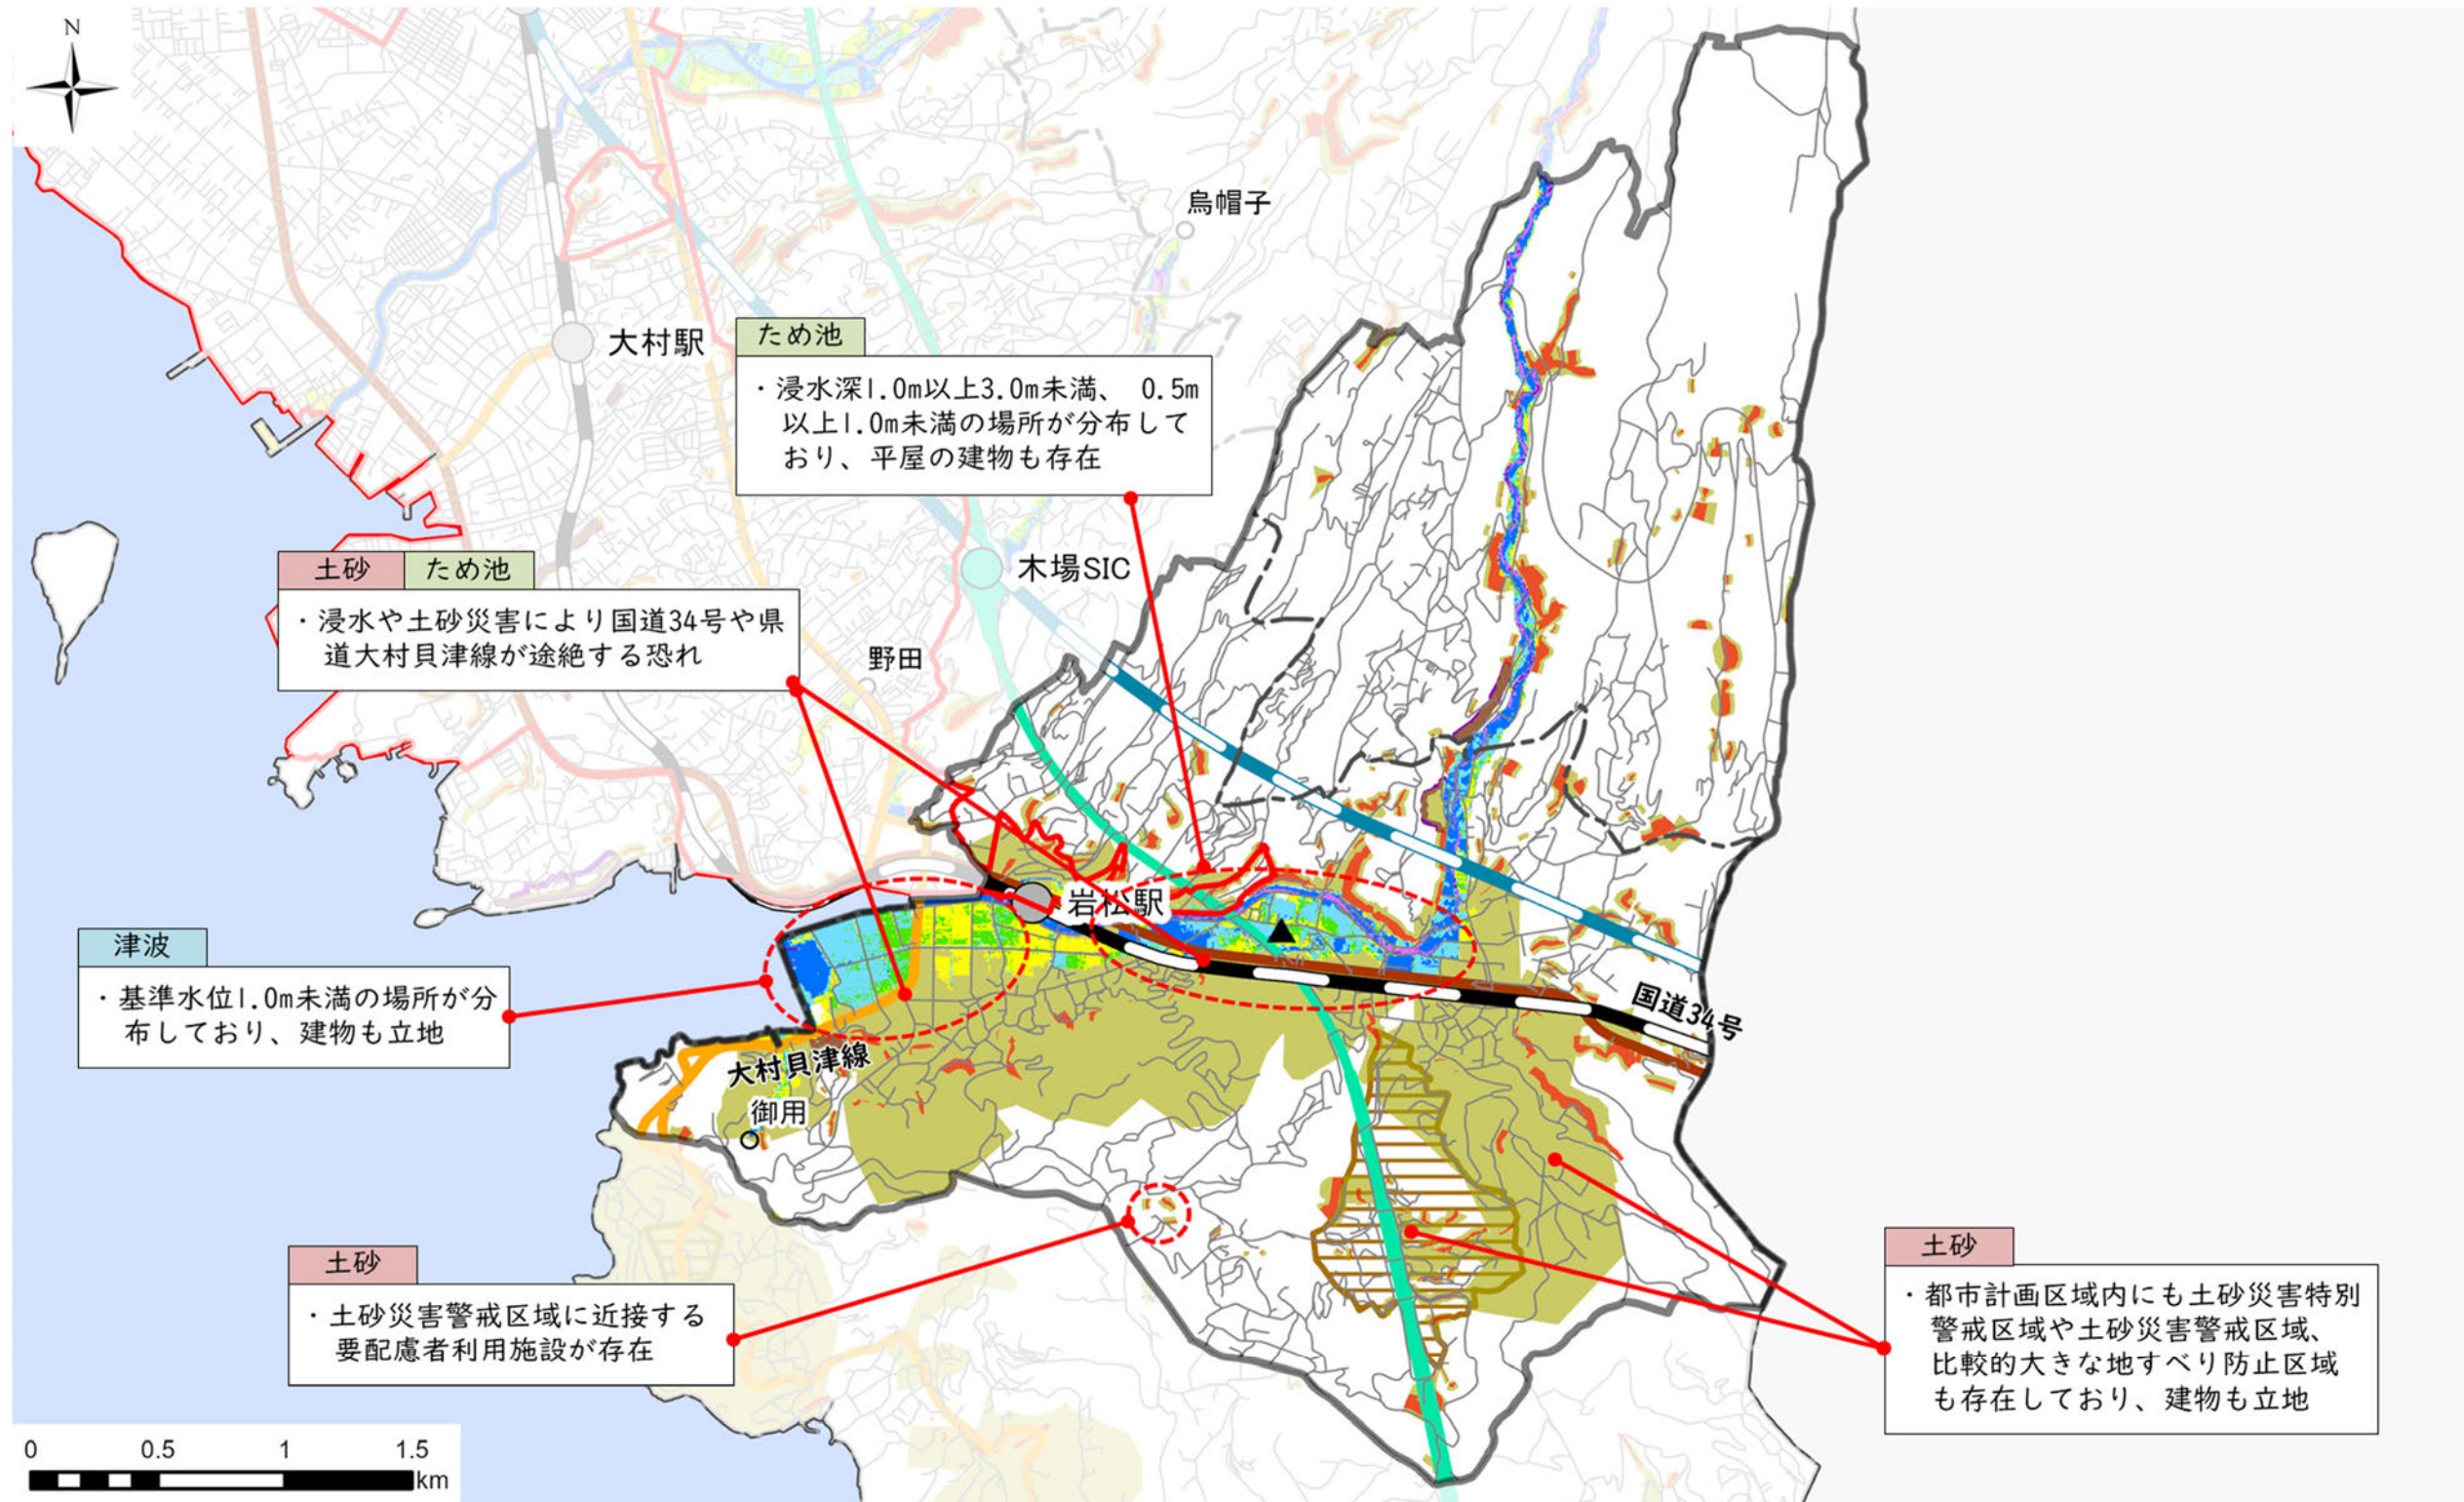 N
烏帽子
大村駅
ため池
・浸水深1.0m以上3.0m未満、 0.5m
以上1.0m未満の場所が分布して
おり、平屋の建物も存在
木場SIC
土砂 ため池
・浸水や土砂災害により国道34号や県
道大村貝津線が途絶する恐れ
野田
岩松駅
津波
・基準水位1.0m未満の場所が分
布しており、建物も立地
国道34号
大村貝津線
御用
土砂
・土砂災害警戒区域に近接する
要配慮者利用施設が存在
土砂
・都市計画区域内にも土砂災害特別
警戒区域や土砂災害警戒区域、
比較的大きな地すべり防止区域
も存在しており、建物も立地
0 0.5 1 1.5
km